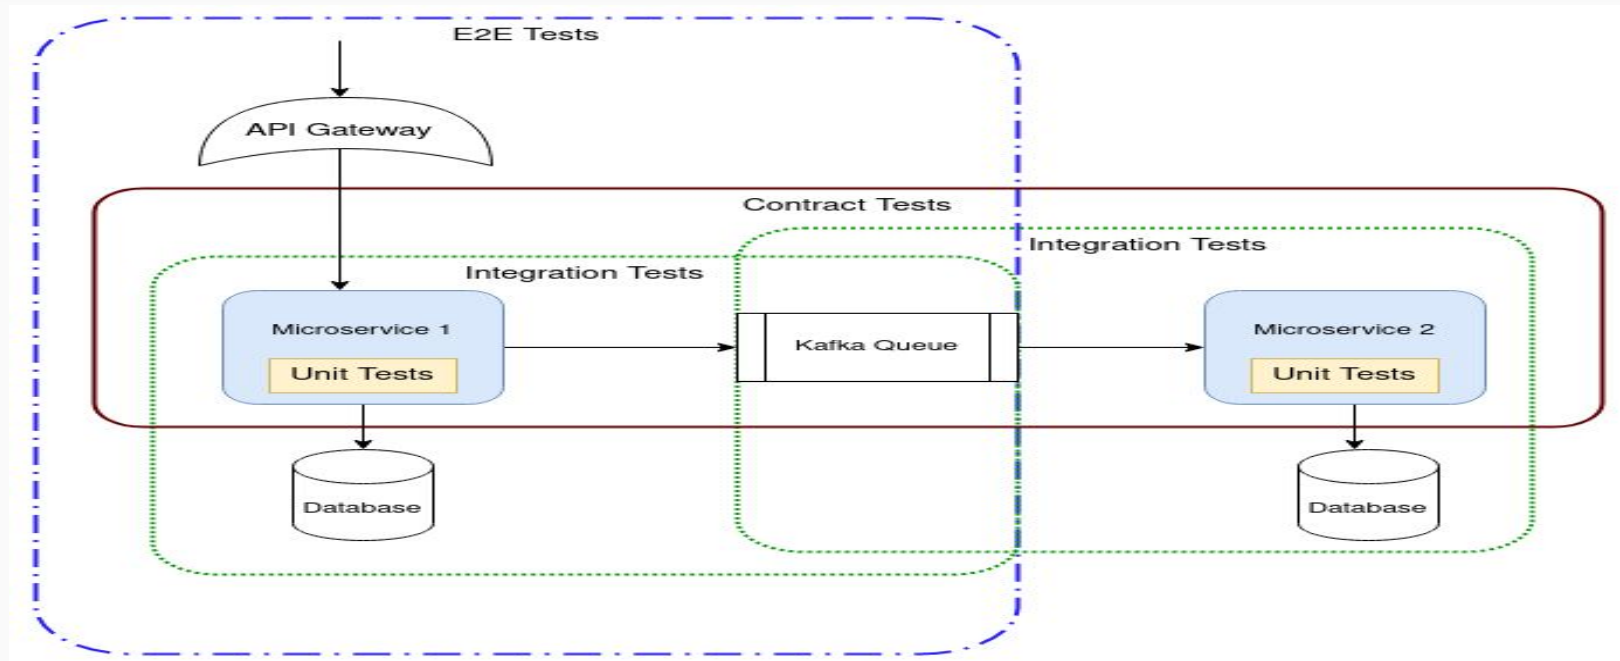 E2E Tests
API Gateway
Contract Tests
Integration Tests
Integration Tests
Microservice 1
Unit Tests
Kafka Queue
Microservice 2
Unit Tests
Database
Database